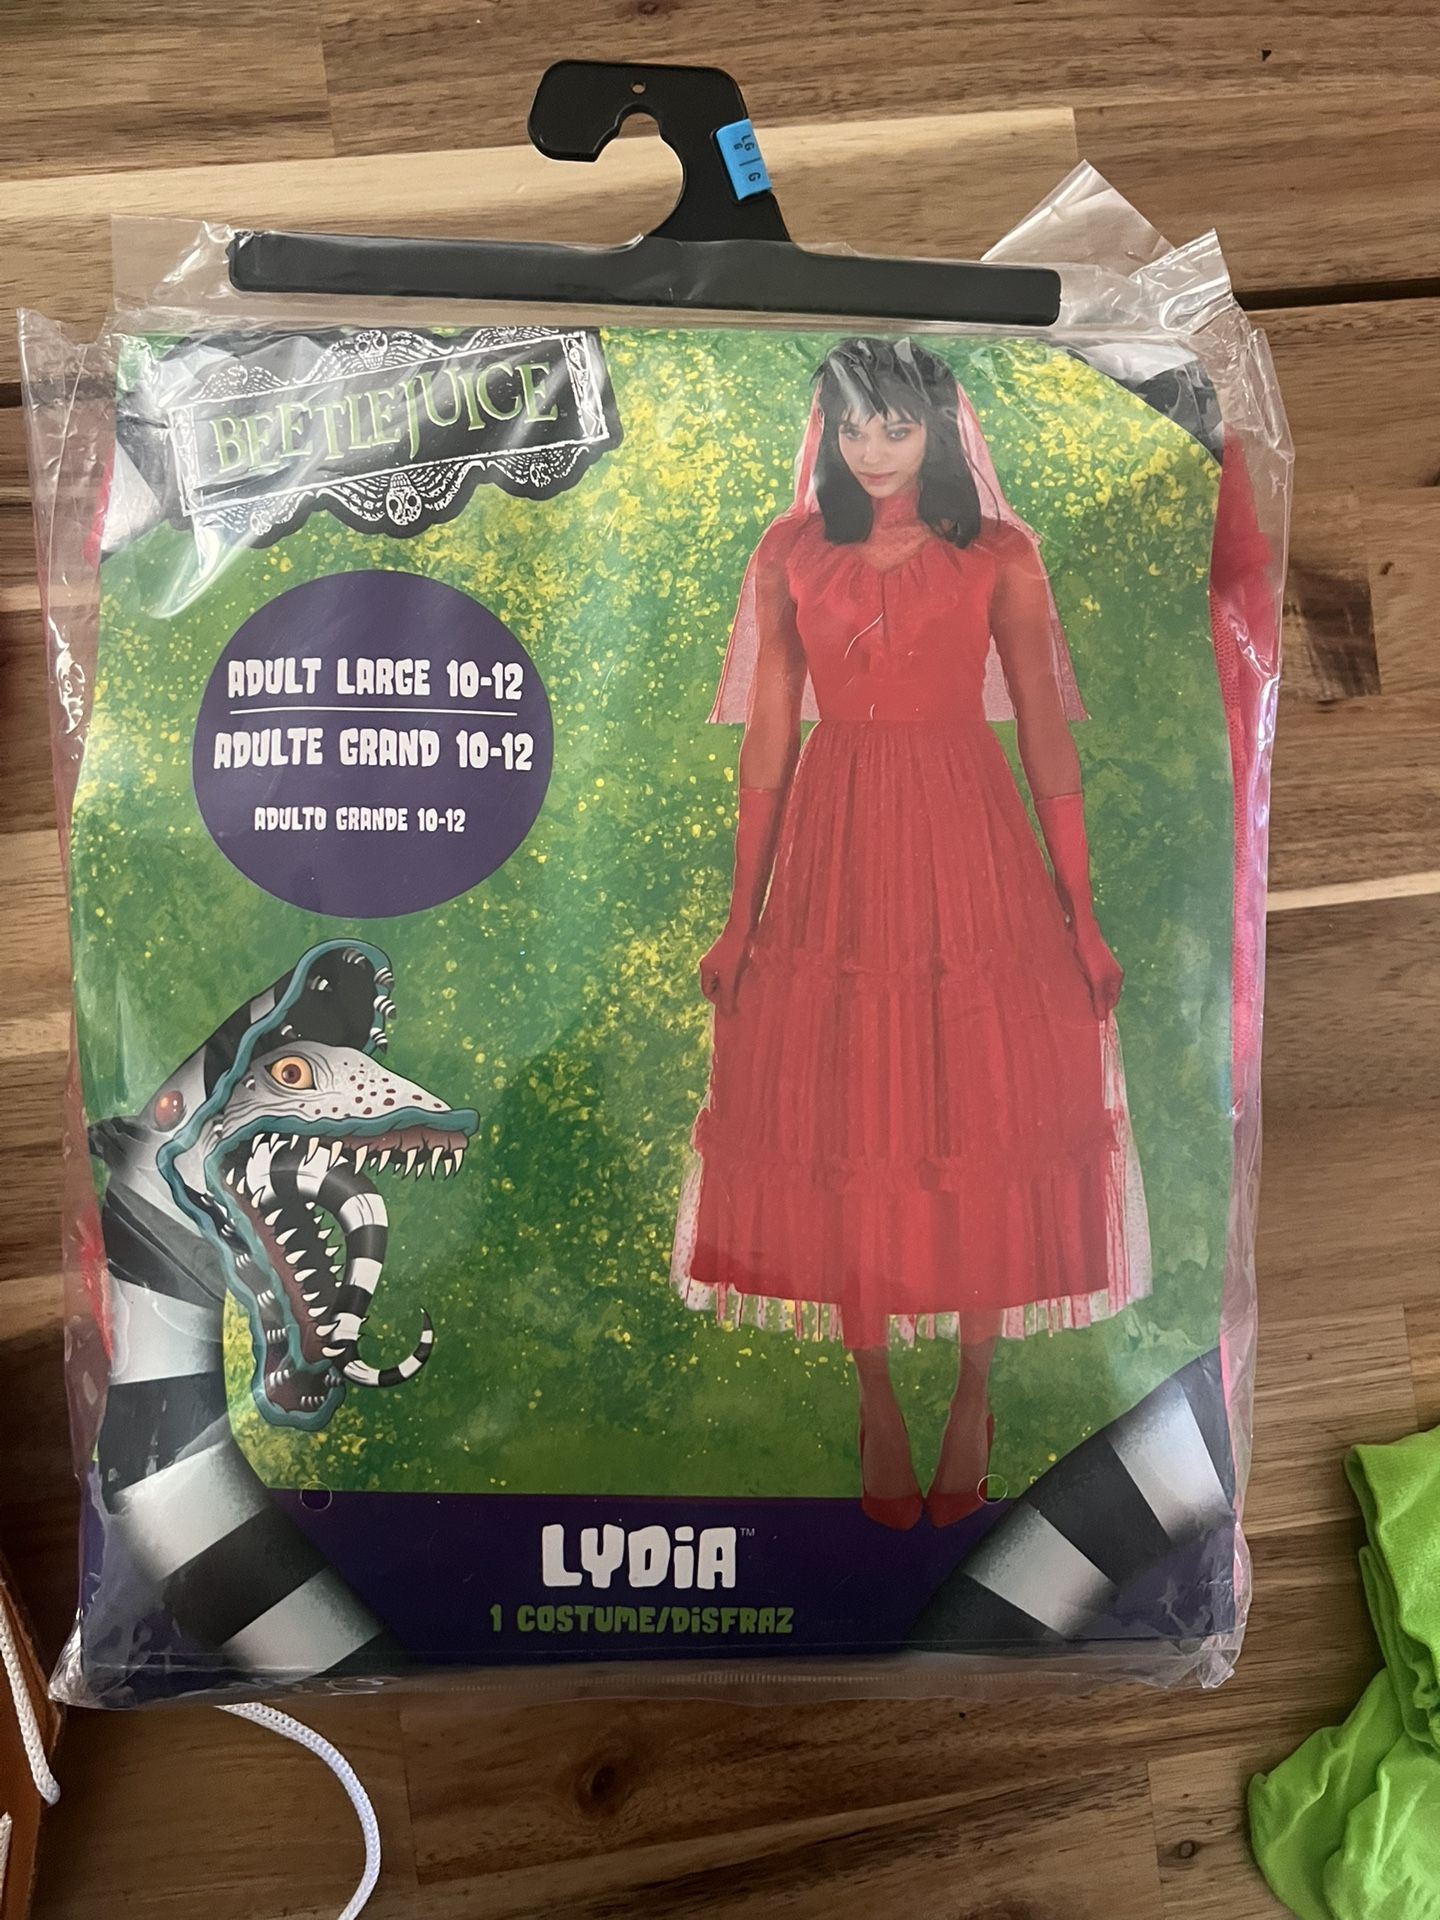 LG | G
g
BEETLEJUICE
ADULT LARGE 10-12
ADULTE GRAND 10-12
ADULTO GRANDE 10-12
LYDIA™
1 COSTUME/DISFRAZ